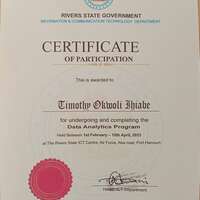 RIVERS STATE GOVERNMENT
INFORMATION & COMMUNICATION TECHNOLOGY DEPARTMENT
CERTIFICATE
OF PARTICIPATION
This is awarded to
Timothy Okwoli Ihiabe
for undergoing and completing the
Data Analytics Program
Held Between 1st February – 10th April, 2023
at The Rivers State ICT Centre, Air Force, Aba road, Port Harcourt.